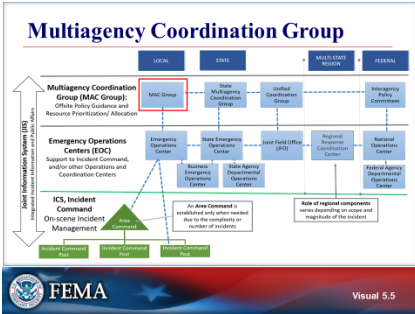 Multiagency Coordination Group
LOCAL
STATE
MULTI-STATE
REGION
FEDERAL
Multiagency Coordination
Group (MAC Group):
Offsite Policy Guidance and
Resource Prioritization/ Allocation
MAC Group
State
Multiagency
Coordination
Group
Unified
Coordination
Group
Interagency
Policy
Committees
Emergency Operations
Centers (EOC)
Support to Incident Command,
and/or other Operations and
Coordination Centers
Emergency
Operations
Center
State Emergency
Operations
Center
Joint Field Office
(JFO)
Regional
Response
Coordination
Center
National
Operations
Center
Business
Emergency
Operations
Center
State Agency
Departmental
Operations
Center
Federal Agency
Departmental
Operations
Center
Joint Information System (JIS)
Integrated Incident Information and Public Affairs
ICS, Incident
Command
On-scene Incident
Management
Area
Command
An Area Command is
established only when needed
due to the complexity or
number of incidents
Role of regional components
varies depending on scope and
magnitude of the incident
Incident Command
Post
Incident Command
Post
Incident Command
Post
FEMA
Visual 5.5